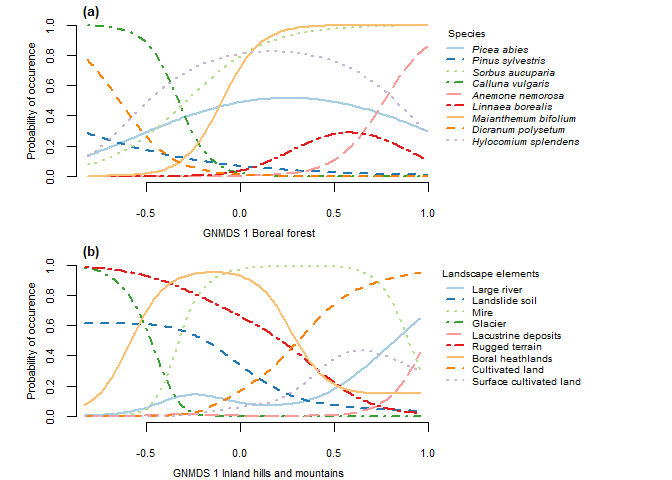 (a)
Probability of occurence
0.0 0.2 0.4 0.6 0.8 1.0
-0.5 0.0 0.5 1.0
GNMDS 1 Boreal forest
Species
Picea abies
Pinus sylvestris
Sorbus aucuparia
Calluna vulgaris
Anemone nemorosa
Linnaea borealis
Maianthemum bifolium
Dicranum polysetum
Hylocomium splendens
(b)
Probability of occurence
0.0 0.2 0.4 0.6 0.8 1.0
-0.5 0.0 0.5 1.0
GNMDS 1 Inland hills and mountains
Landscape elements
Large river
Landslide soil
Mire
Glacier
Lacustrine deposits
Rugged terrain
Boral heathlands
Cultivated land
Surface cultivated land